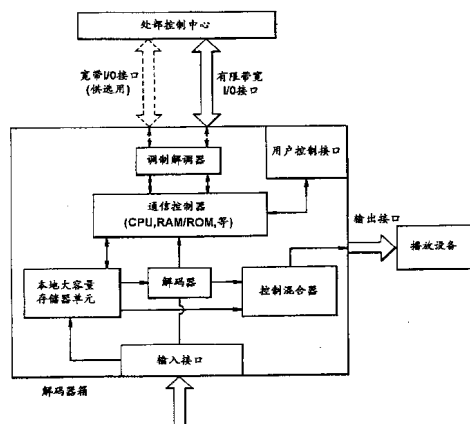 处部控制中心
宽带I/O接口
(供选用)
有限带宽
I/O接口
调制解调器
用户控制接口
通信控制器
(CPU,RAM/ROM,等)
输出接口
播放设备
本地大容量
存储器单元
解码器
控制混合器
输入接口
解码器箱